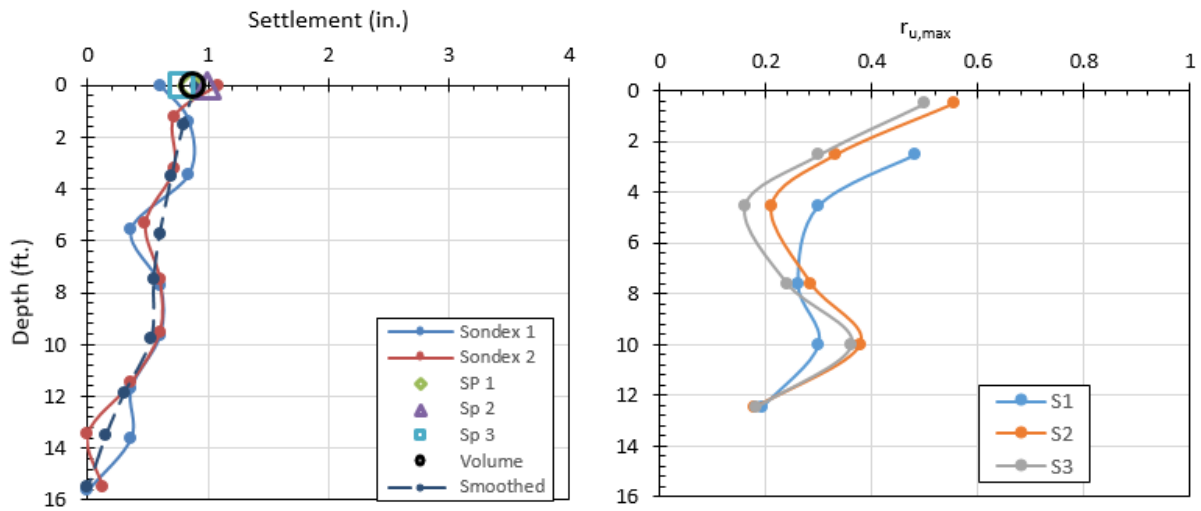 Settlement (in.)
0 1 2 3 4
0
2
4
6
8
10
12
14
16
Depth (ft.)
Sondex 1
Sondex 2
SP 1
Sp 2
Sp 3
Volume
Smoothed
r u,max
0 0.2 0.4 0.6 0.8 1
0
2
4
6
8
10
12
14
16
S1
S2
S3